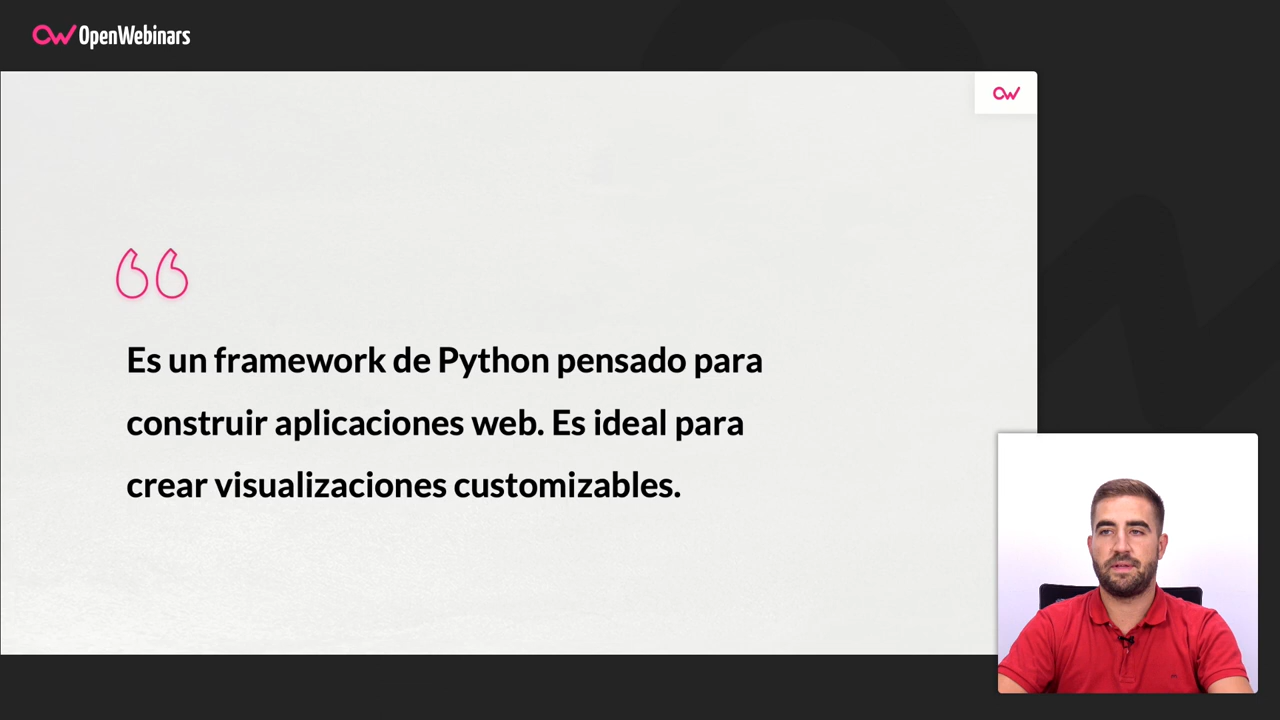 OpenWebinars
Es un framework de Python pensado para
construir aplicaciones web. Es ideal para
crear visualizaciones customizables.